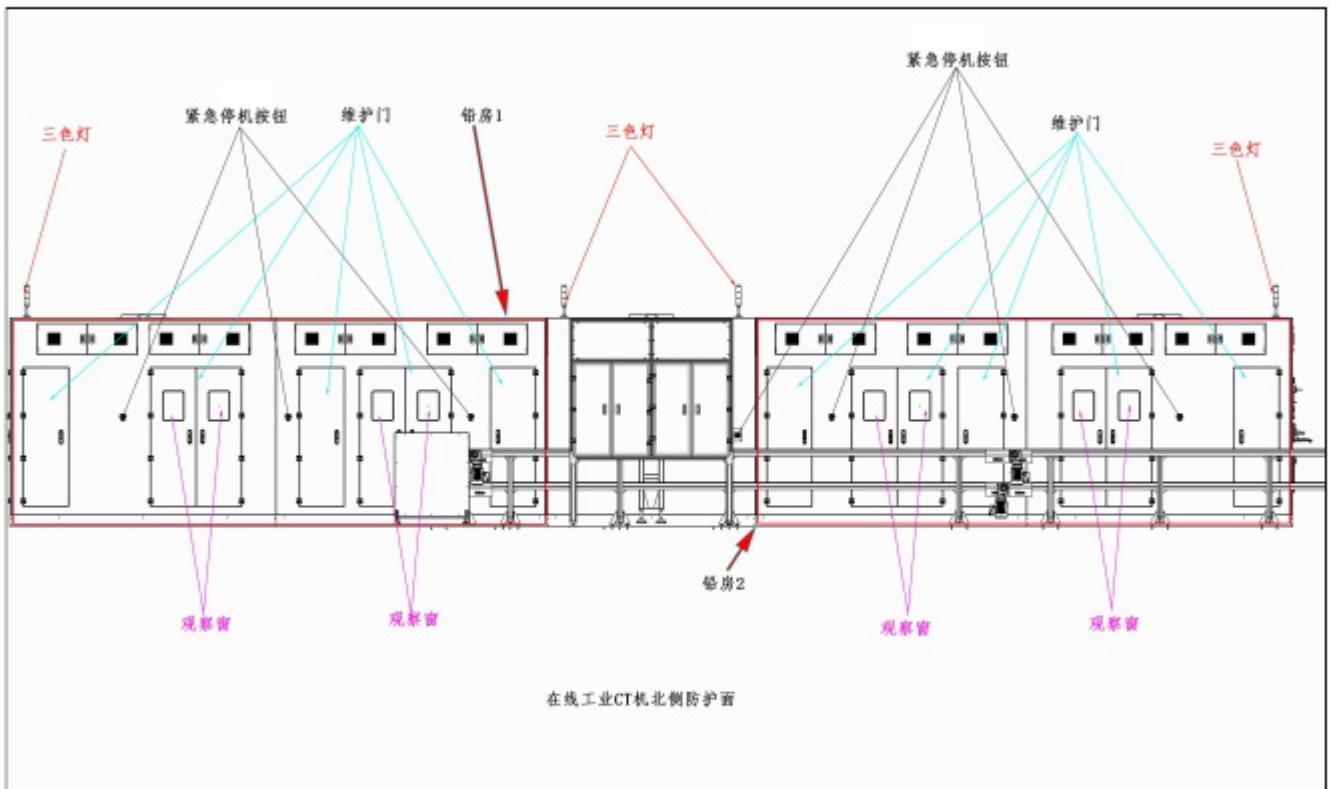 紧急停机按钮
紧急停机按钮
维护门
铅房1
三色灯
三色灯
维护门
三色灯
铅房2
观察窗
观察窗
观察窗
观察窗
在线工业CT机北侧防护面